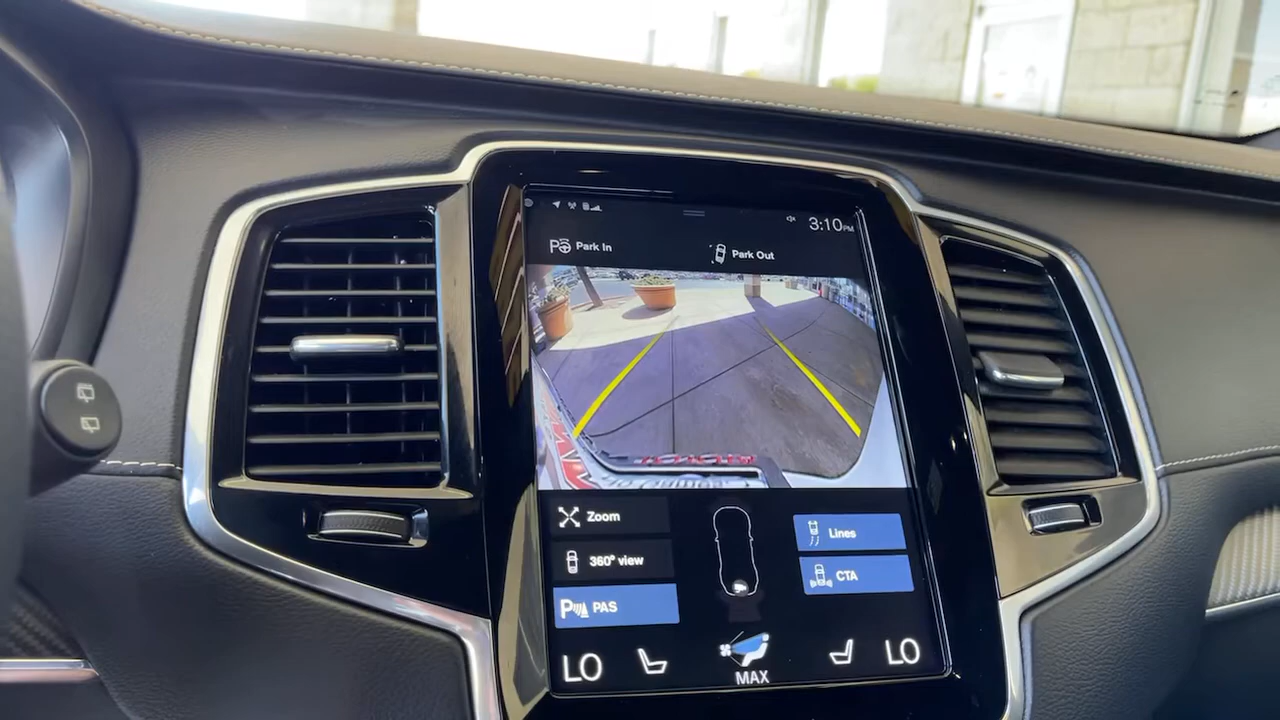 3:10PM
Park In
Park Out
Zoom
360° view
PAS
Lines
CTA
LO
MAX
LO